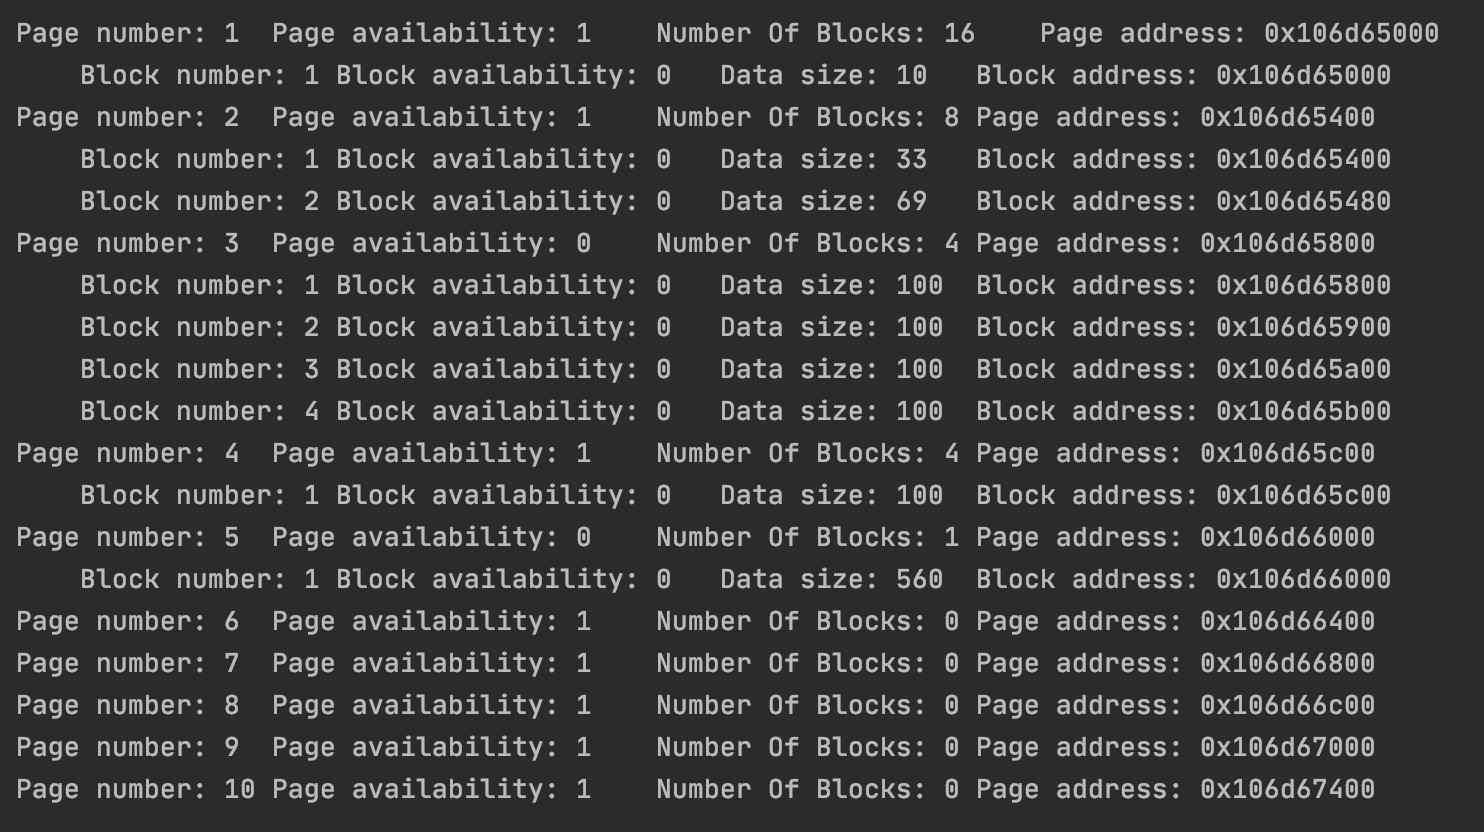 Page number: 1  Page availability: 1    Number Of Blocks: 16    Page address: 0x106d65000
    Block number: 1 Block availability: 0   Data size: 10   Block address: 0x106d65000
Page number: 2  Page availability: 1    Number Of Blocks: 8 Page address: 0x106d65400
    Block number: 1 Block availability: 0   Data size: 33   Block address: 0x106d65400
    Block number: 2 Block availability: 0   Data size: 69   Block address: 0x106d65480
Page number: 3  Page availability: 0    Number Of Blocks: 4 Page address: 0x106d65800
    Block number: 1 Block availability: 0   Data size: 100  Block address: 0x106d65800
    Block number: 2 Block availability: 0   Data size: 100  Block address: 0x106d65900
    Block number: 3 Block availability: 0   Data size: 100  Block address: 0x106d65a00
    Block number: 4 Block availability: 0   Data size: 100  Block address: 0x106d65b00
Page number: 4  Page availability: 1    Number Of Blocks: 4 Page address: 0x106d65c00
    Block number: 1 Block availability: 0   Data size: 100  Block address: 0x106d65c00
Page number: 5  Page availability: 0    Number Of Blocks: 1 Page address: 0x106d66000
    Block number: 1 Block availability: 0   Data size: 560  Block address: 0x106d66000
Page number: 6  Page availability: 1    Number Of Blocks: 0 Page address: 0x106d66400
Page number: 7  Page availability: 1    Number Of Blocks: 0 Page address: 0x106d66800
Page number: 8  Page availability: 1    Number Of Blocks: 0 Page address: 0x106d66c00
Page number: 9  Page availability: 1    Number Of Blocks: 0 Page address: 0x106d67000
Page number: 10 Page availability: 1    Number Of Blocks: 0 Page address: 0x106d67400